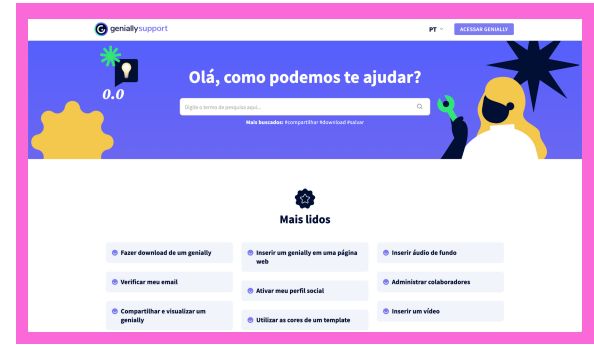 geniallysupport
PT
ACESSAR GENIALLY
0.0
Olá, como podemos te ajudar?
Digite o termo de pesquisa aqui...
Mais buscados: #compartilhar #download #salvar
Mais lidos
Fazer download de um genially
Inserir um genially em uma página
web
Inserir áudio de fundo
Verificar meu email
Ativar meu perfil social
Administrar colaboradores
Compartilhar e visualizar um
genially
Utilizar as cores de um template
Inserir um vídeo